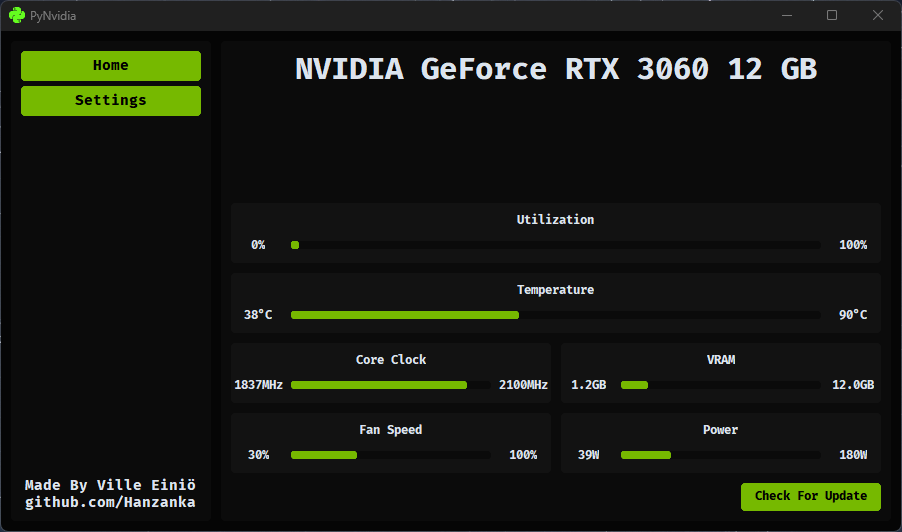 PyNvidia
Home
Settings
NVIDIA GeForce RTX 3060 12 GB
Utilization
0% 100%
Temperature
38°C 90°C
Core Clock
1837MHz 2100MHz
VRAM
1.2GB 12.0GB
Fan Speed
30% 100%
Power
39W 180W
Made By Ville Einiö
github.com/Hanzanka
Check For Update